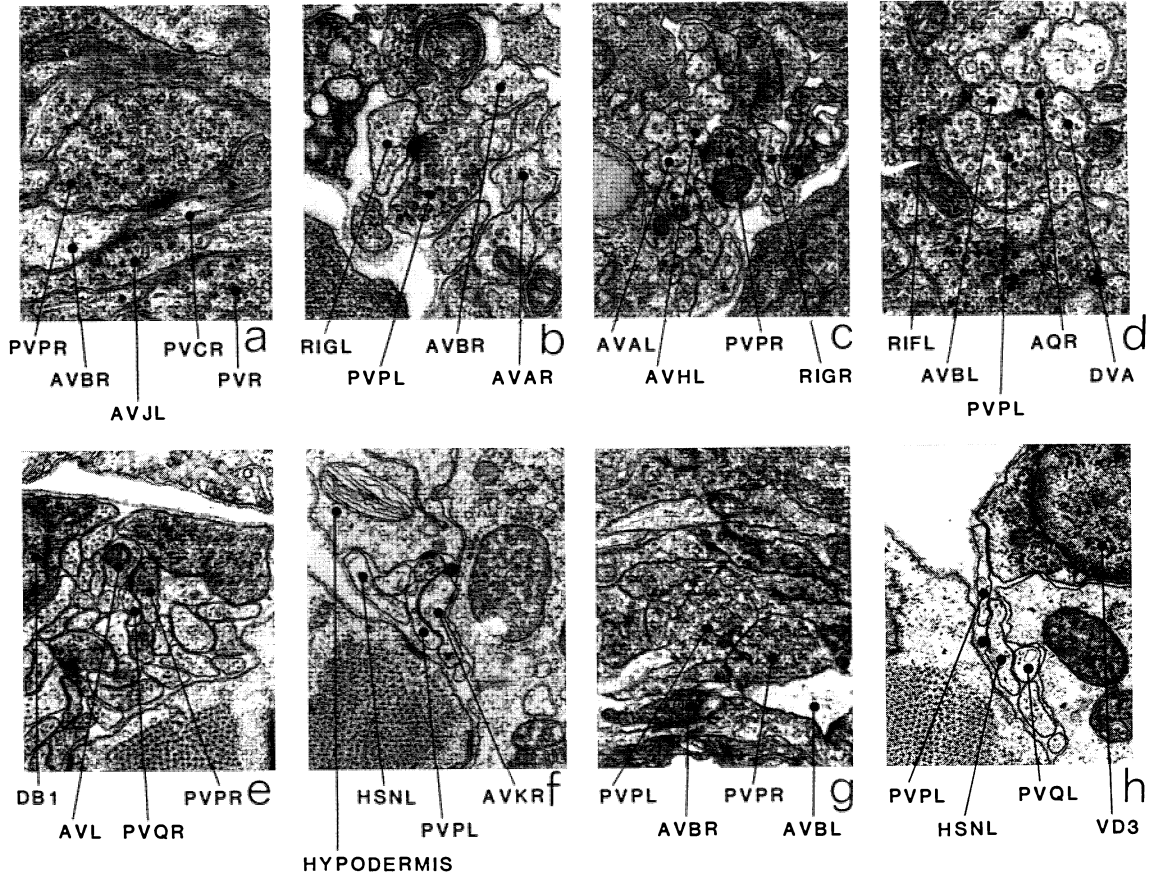 a
PVPR PVCR
AVBR PVR
AVJL
b
RIGL AVBR
PVPL AVAR
c
AVAL PVPR
AVHL RIGR
d
RIFL AQR
AVBL DVA
PVPL
e
DB1 PVPR
AVL PVQR
f
HSNL AVKR
PVPL
HYPODERMIS
g
PVPL PVPR
AVBR AVBL
h
PVPL PVQL
HSNL VD3